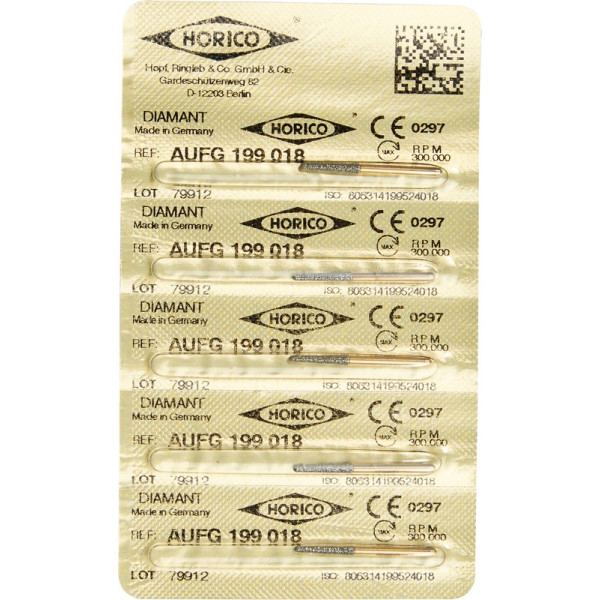 HORICO ®
Hopf, Ringleb & Co. GmbH & Cie.
Gardeschützenweg 82
D-12203 Berlin
DIAMANT
Made in Germany
HORICO ®
CE 0297
REF: AUFG 199 018
MAX
RPM
300.000
LOT 79912
ISO: 806314199524018
DIAMANT
Made in Germany
HORICO ®
CE 0297
REF: AUFG 199 018
MAX
RPM
300.000
LOT 79912
ISO: 806314199524018
DIAMANT
Made in Germany
HORICO ®
CE 0297
REF: AUFG 199 018
MAX
RPM
300.000
LOT 79912
ISO: 806314199524018
DIAMANT
Made in Germany
HORICO ®
CE 0297
REF: AUFG 199 018
MAX
RPM
300.000
LOT 79912
ISO: 806314199524018
DIAMANT
Made in Germany
HORICO ®
CE 0297
REF: AUFG 199 018
MAX
RPM
300.000
LOT 79912
ISO: 806314199524018